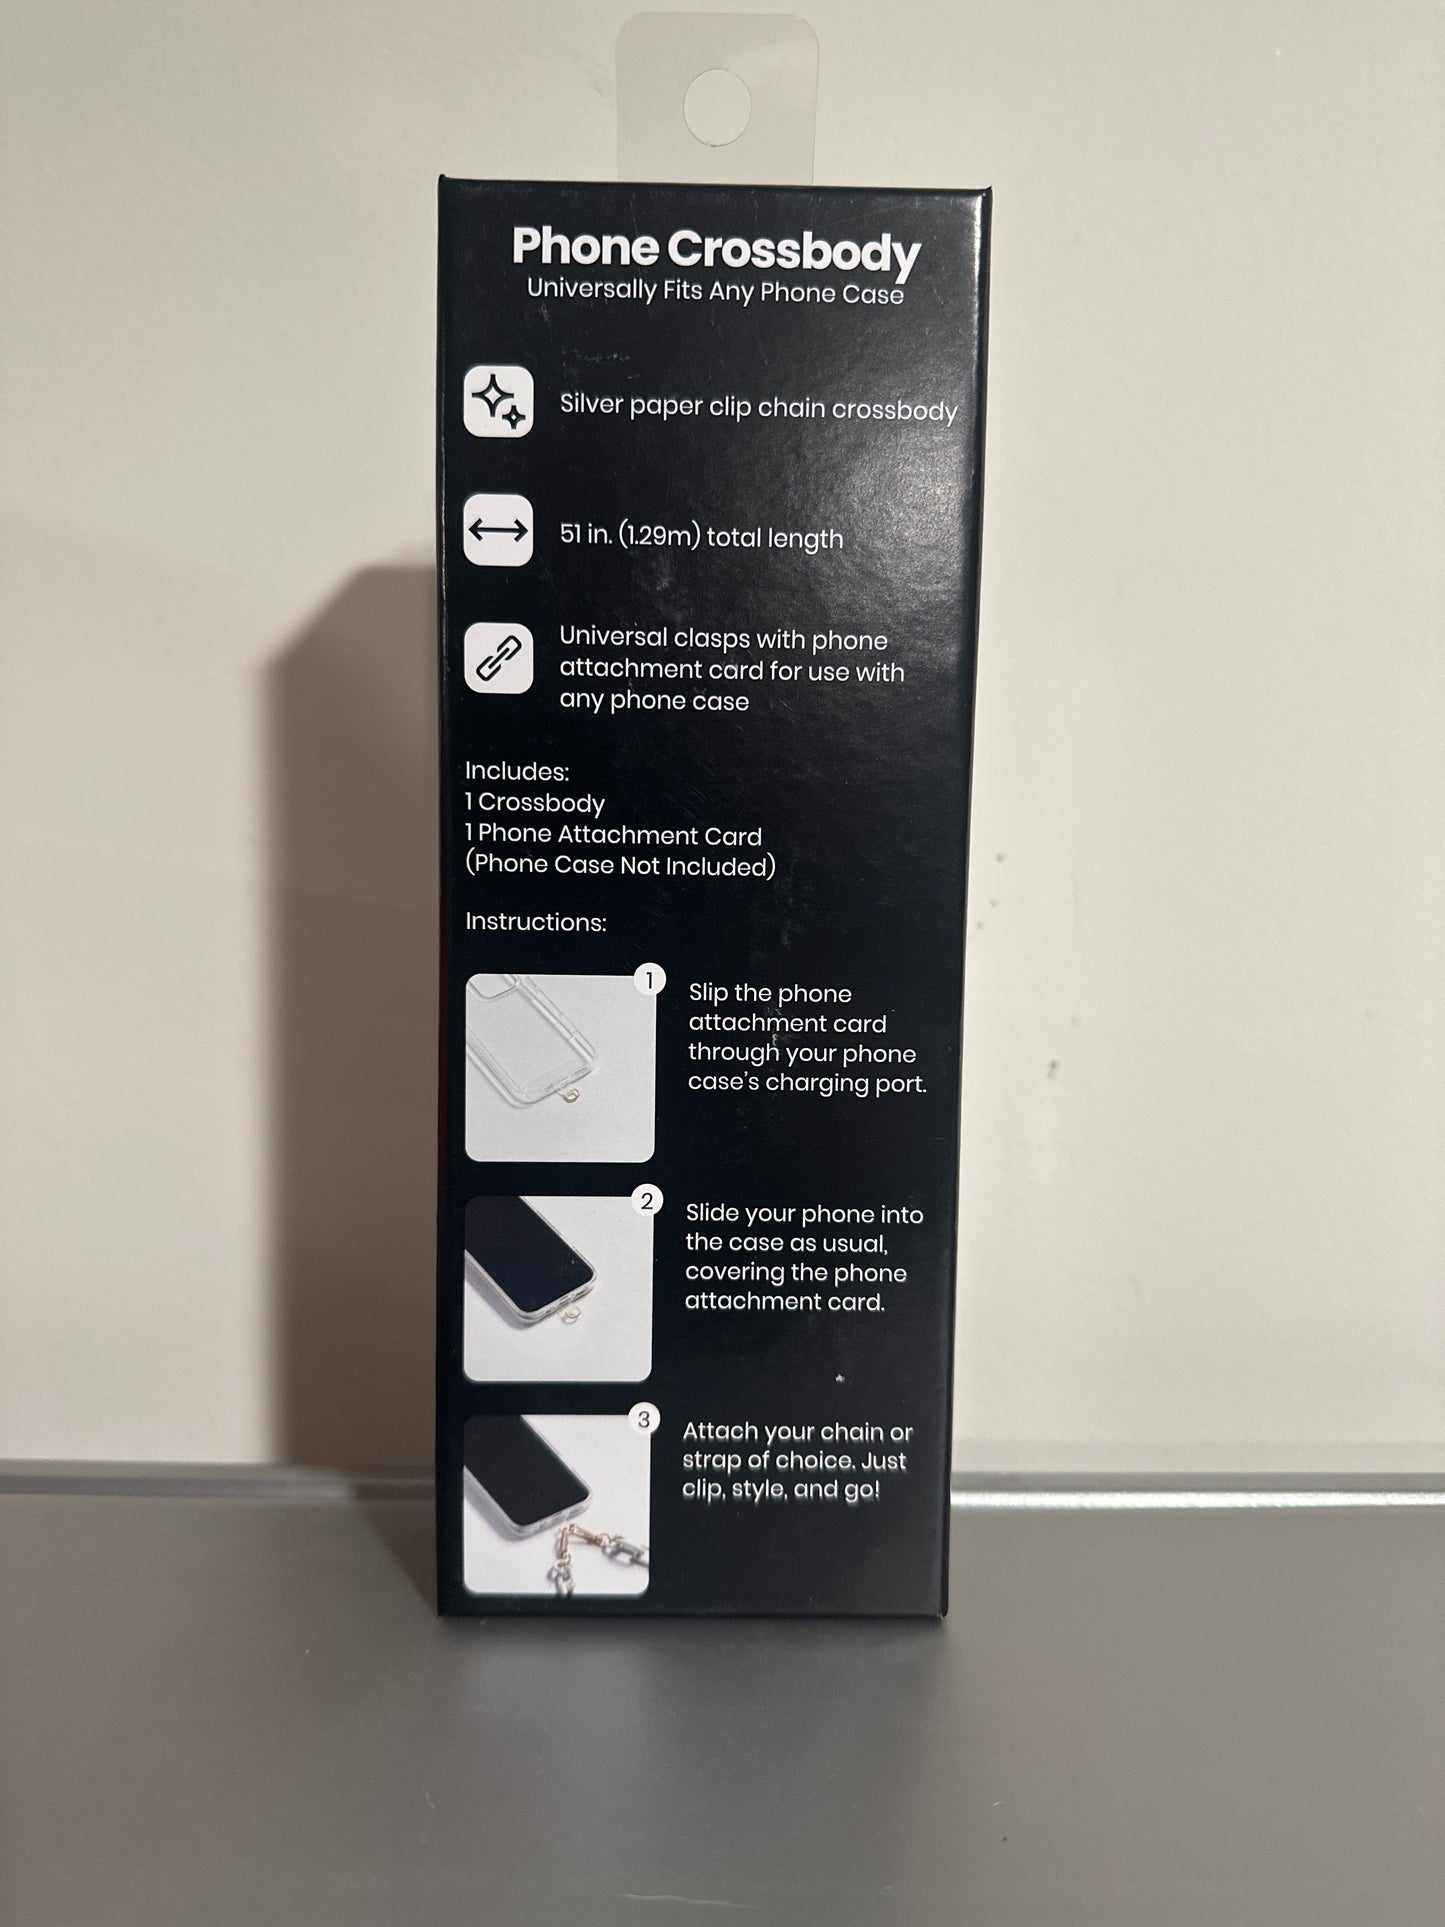 Phone Crossbody
Universally Fits Any Phone Case
Silver paper clip chain crossbody
51 in. (1.29m) total length
Universal clasps with phone
attachment card for use with
any phone case
Includes:
1 Crossbody
1 Phone Attachment Card
(Phone Case Not Included)
Instructions:
1
Slip the phone
attachment card
through your phone
case's charging port.
2
Slide your phone into
the case as usual,
covering the phone
attachment card.
3
Attach your chain or
strap of choice. Just
clip, style, and go!